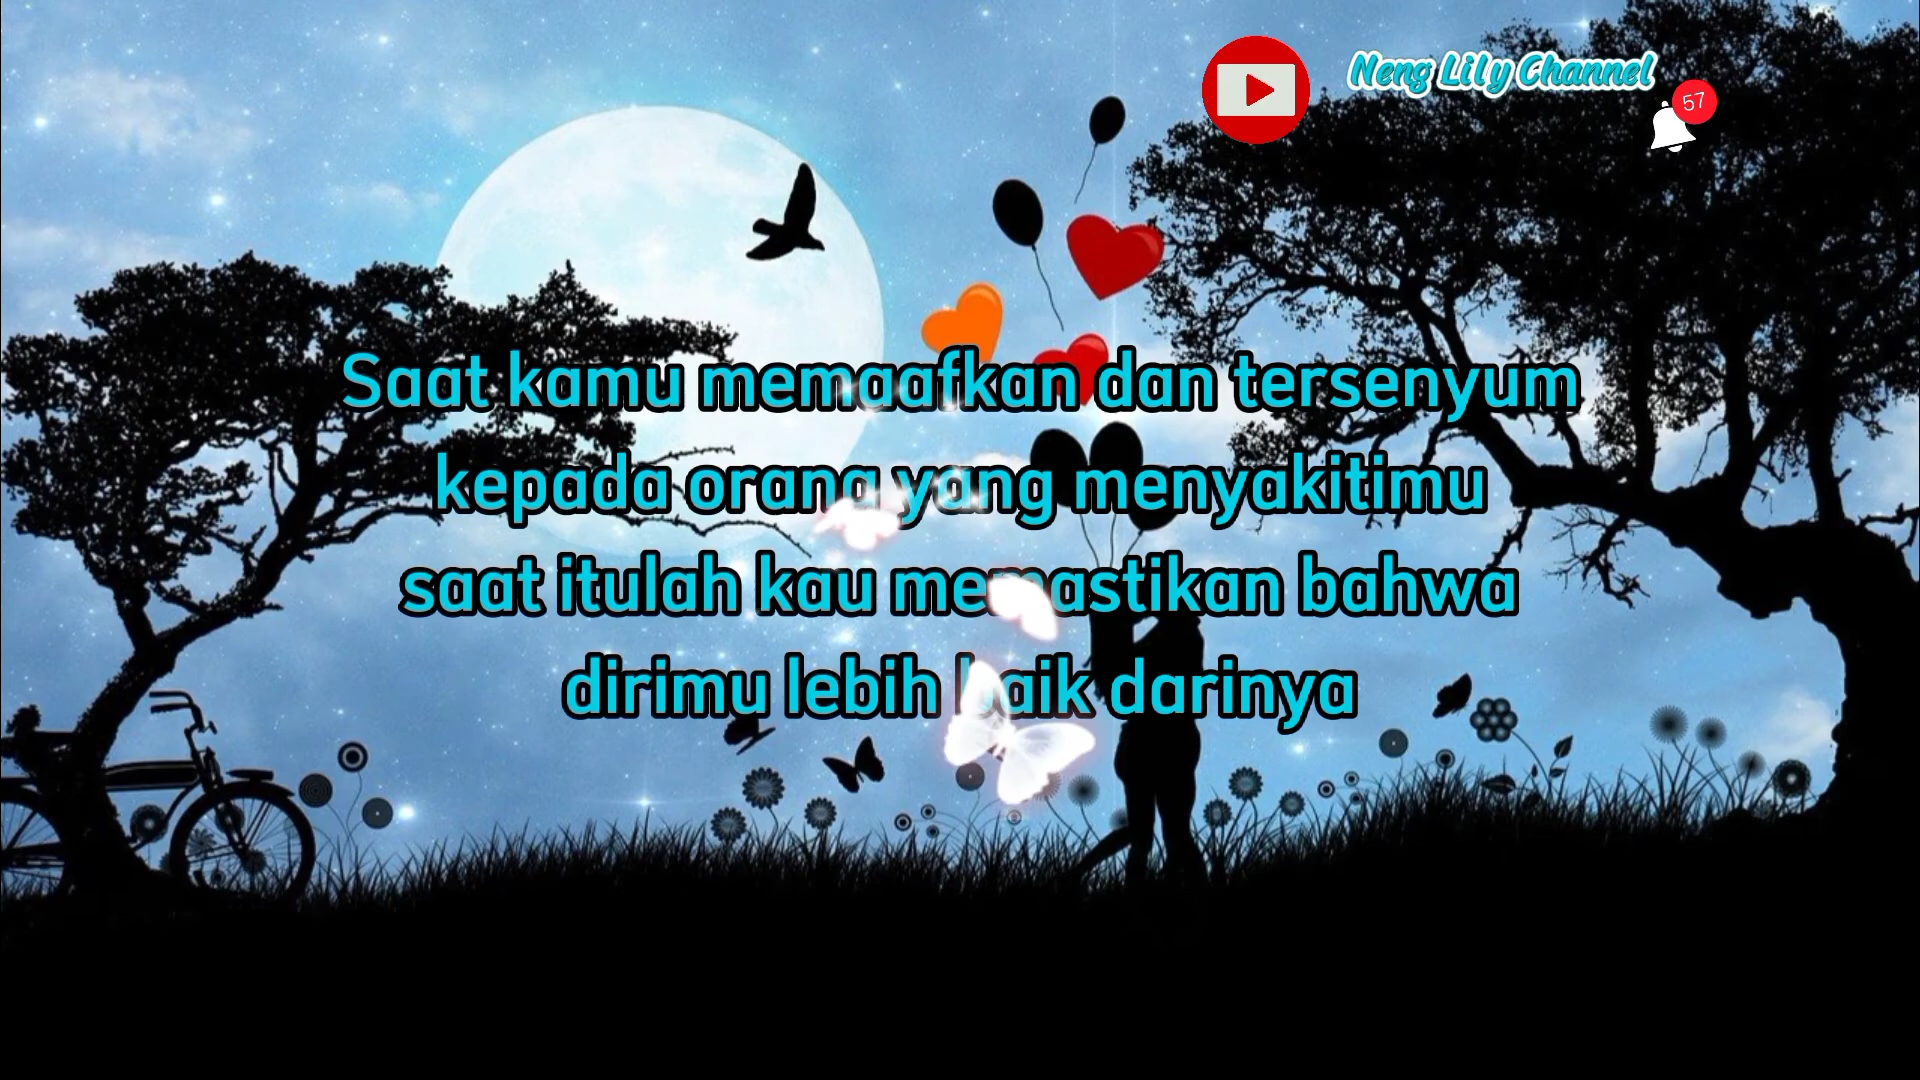 Neng Lily Channel
57
Saat kamu memaafkan dan tersenyum
kepada orang yang menyakitimu
saat itulah kau memastikan bahwa
dirimu lebih baik darinya